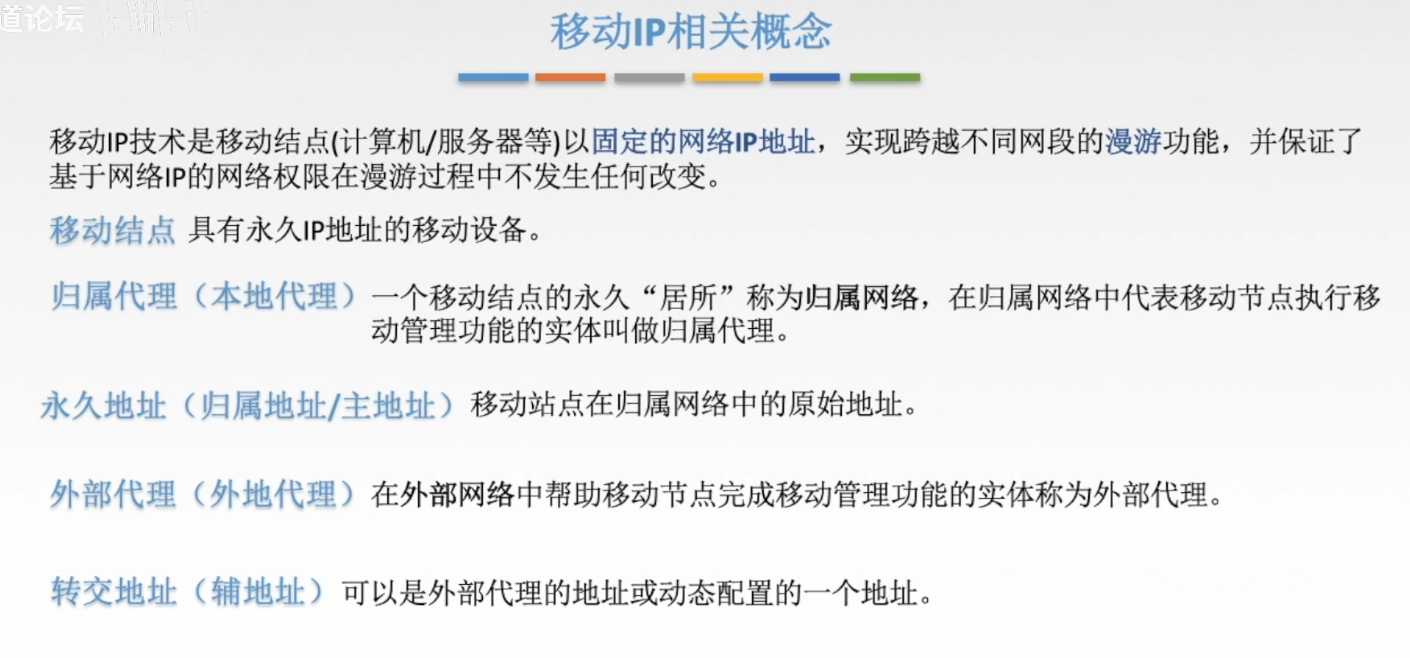 道论坛
移动IP相关概念
移动IP技术是移动结点(计算机/服务器等)以固定的网络IP地址，实现跨越不同网段的漫游功能，并保证了
基于网络IP的网络权限在漫游过程中不发生任何改变。
移动结点 具有永久IP地址的移动设备。
归属代理（本地代理）一个移动结点的永久“居所”称为归属网络，在归属网络中代表移动节点执行移
动管理功能的实体叫做归属代理。
永久地址（归属地址/主地址）移动站点在归属网络中的原始地址。
外部代理（外地代理）在外部网络中帮助移动节点完成移动管理功能的实体称为外部代理。
转交地址（辅地址）可以是外部代理的地址或动态配置的一个地址。